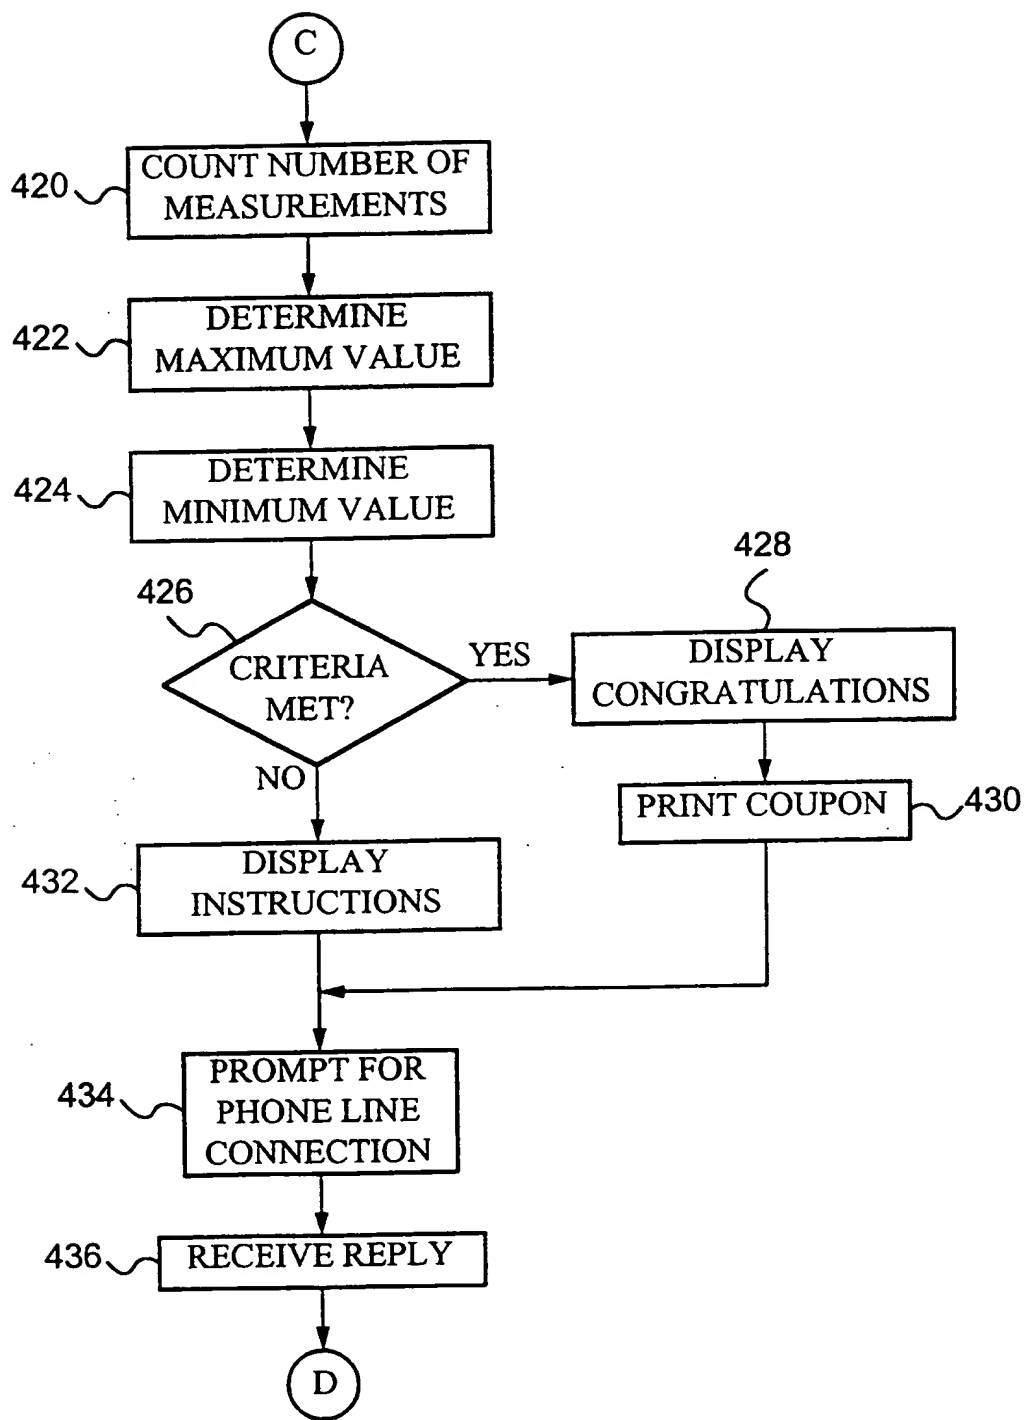 C
420
COUNT NUMBER OF
MEASUREMENTS
422
DETERMINE
MAXIMUM VALUE
424
DETERMINE
MINIMUM VALUE
426
CRITERIA
MET?
YES
428
DISPLAY
CONGRATULATIONS
NO
PRINT COUPON
430
432
DISPLAY
INSTRUCTIONS
434
PROMPT FOR
PHONE LINE
CONNECTION
436
RECEIVE REPLY
D